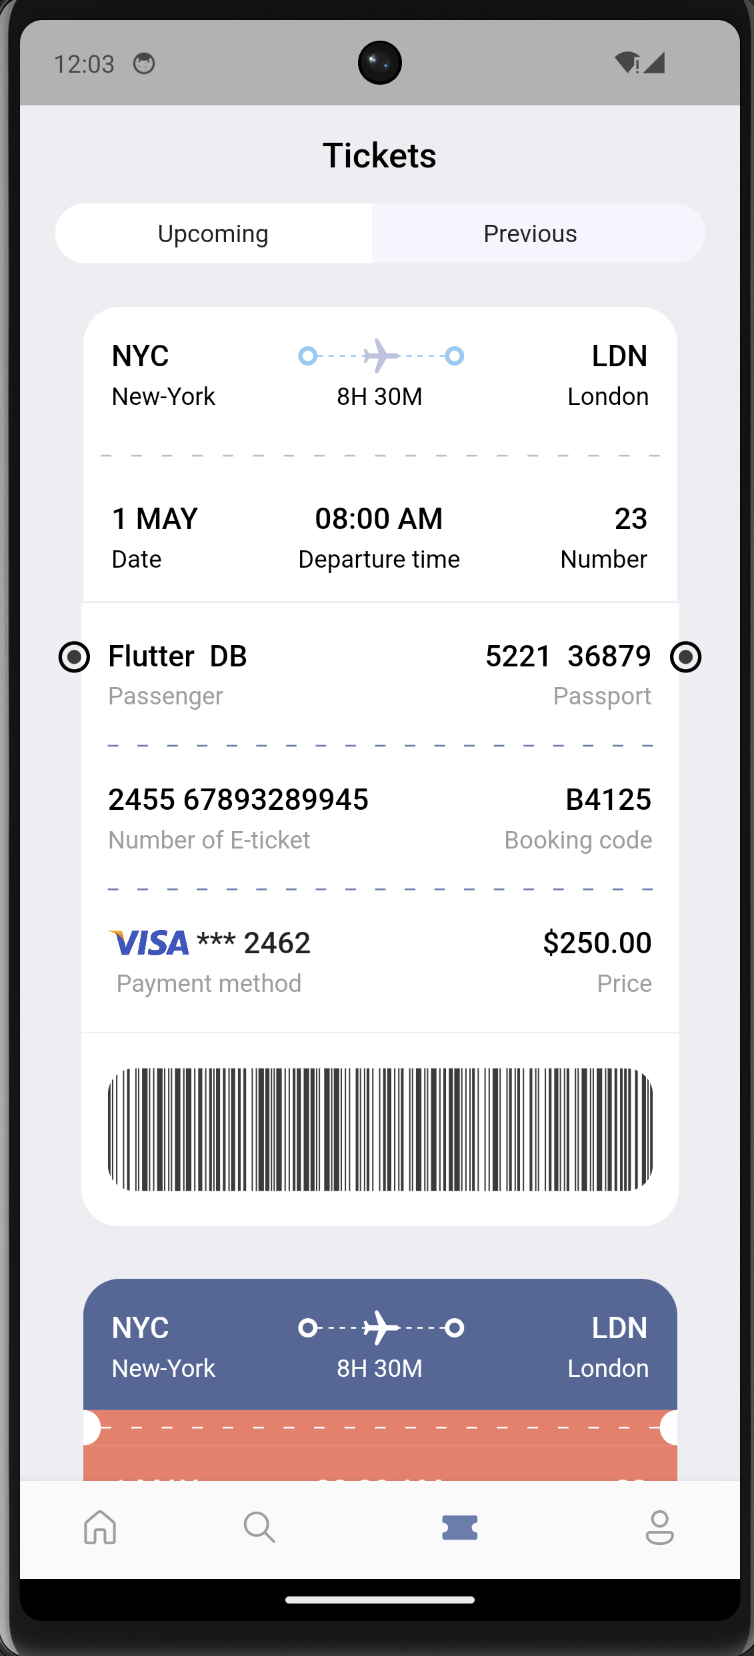 12:03
Tickets
Upcoming Previous
NYC LDN
New-York 8H 30M London
1 MAY 08:00 AM 23
Date Departure time Number
Flutter DB 5221 36879
Passenger Passport
2455 67893289945 B4125
Number of E-ticket Booking code
VISA *** 2462 $250.00
Payment method Price
NYC LDN
New-York 8H 30M London